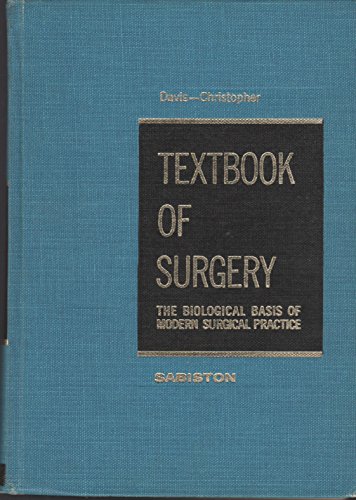 Davis—Christopher
TEXTBOOK
OF
SURGERY
THE BIOLOGICAL BASIS OF
MODERN SURGICAL PRACTICE
SABISTON